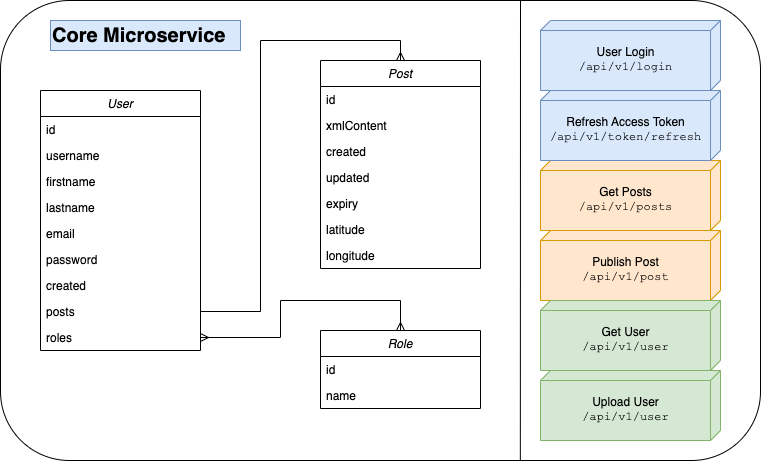 Core Microservice
User
id
username
firstname
lastname
email
password
created
posts
roles
Post
id
xmlContent
created
updated
expiry
latitude
longitude
Role
id
name
User Login
/api/v1/login
Refresh Access Token
/api/v1/token/refresh
Get Posts
/api/v1/posts
Publish Post
/api/v1/post
Get User
/api/v1/user
Upload User
/api/v1/user